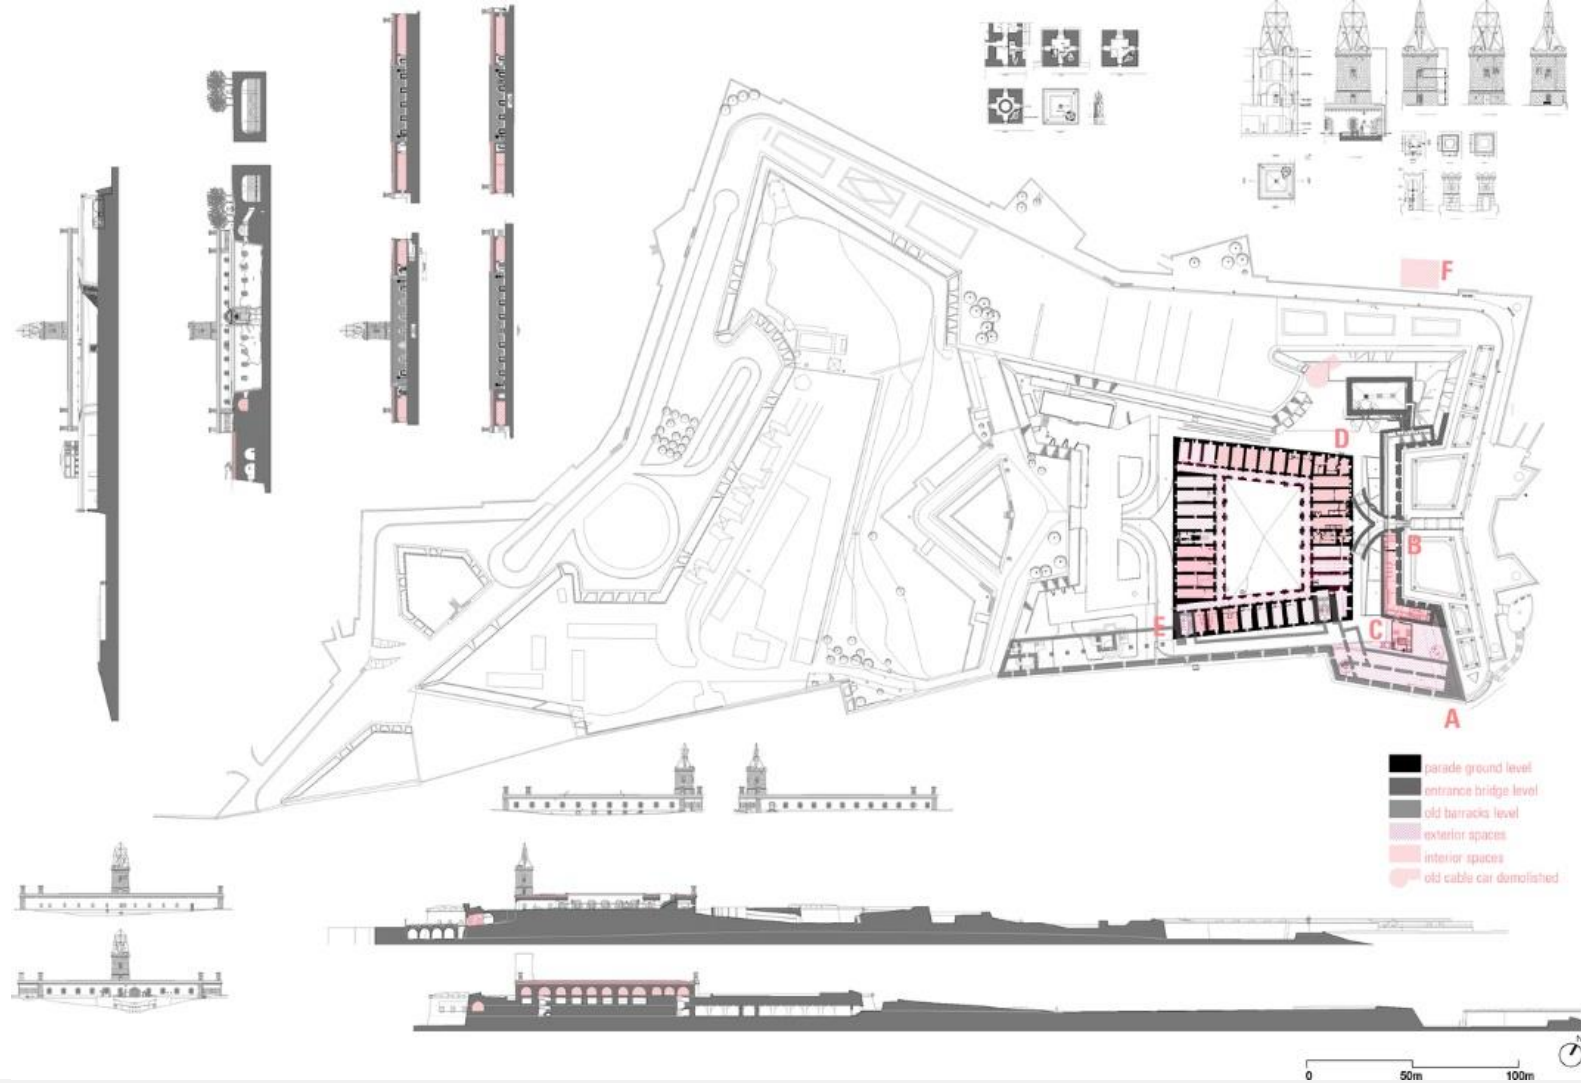 F
D
B
E
C
A
parade ground level
entrance bridge level
old barracks level
exterior spaces
interior spaces
old cable car demolished
N
0 50m 100m